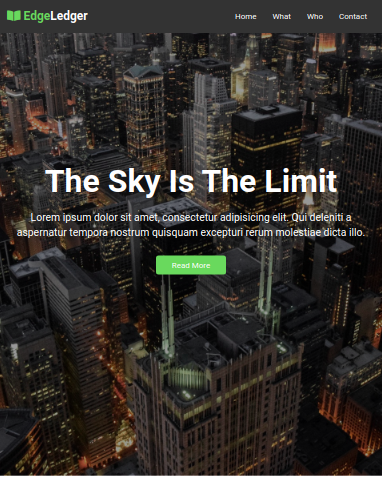 EdgeLedger
Home What Who Contact
The Sky Is The Limit
Lorem ipsum dolor sit amet, consectetur adipisicing elit. Qui deleniti a
aspernatur tempora nostrum quisquam excepturi rerum molestiae dicta illo..
Read More